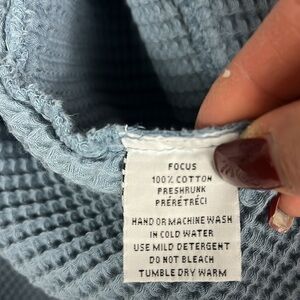 FOCUS
100% COTTON
PRESHRUNK
PRÉRÉTRÉCI
HAND OR MACHINE WASH
IN COLD WATER
USE MILD DETERGENT
DO NOT BLEACH
TUMBLE DRY WARM